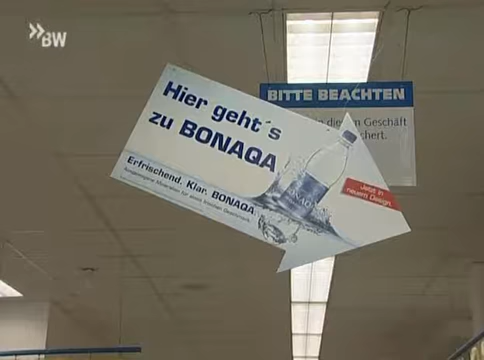 BW
BITTE BEACHTEN
Geschäft
Hier geht's
zu BONAQA
Erfrischend. Klar. BONAQA.
Jetzt in
neuem Design